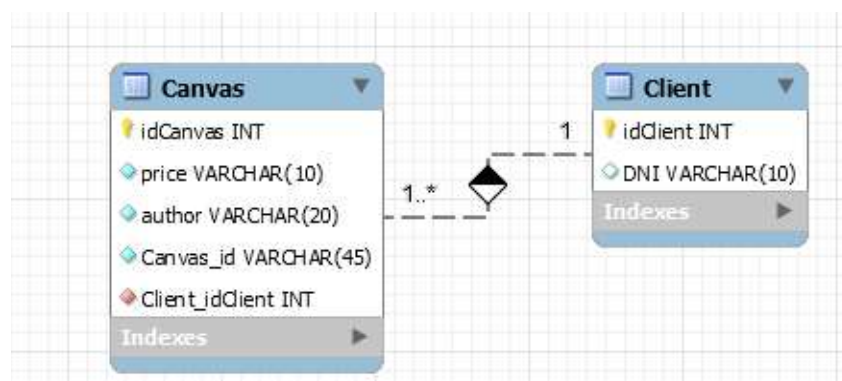 Canvas
idCanvas INT
price VARCHAR(10)
author VARCHAR(20)
Canvas_id VARCHAR(45)
Client_idClient INT
Indexes
1..*
1
Client
idClient INT
DNI VARCHAR(10)
Indexes